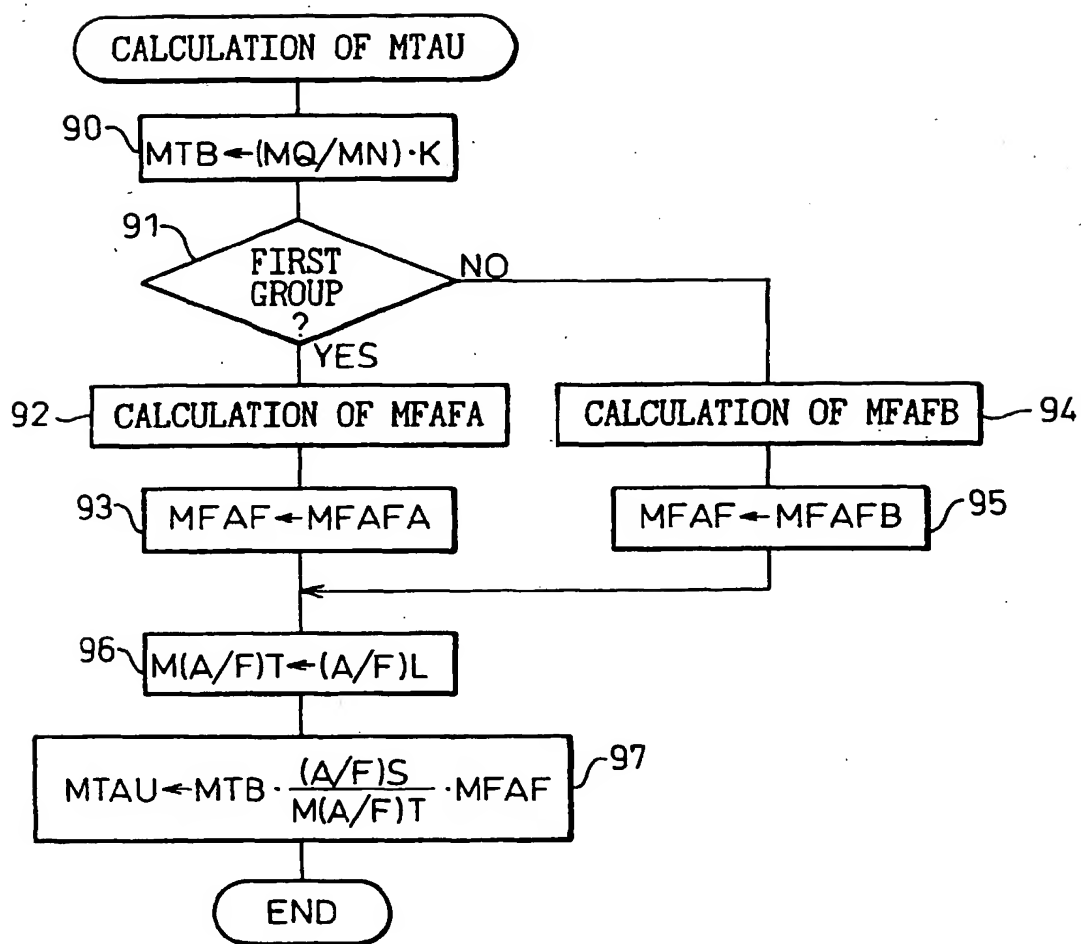 CALCULATION OF MTAU
90
MTB←(MQ/MN)·K
91
FIRST
GROUP
?
NO
YES
92
CALCULATION OF MFAFA
CALCULATION OF MFAFB
94
93
MFAF←MFAFA
MFAF←MFAFB
95
96
M(A/F)T←(A/F)L
MTAU←MTB·(A/F)S/M(A/F)T·MFAF
97
END